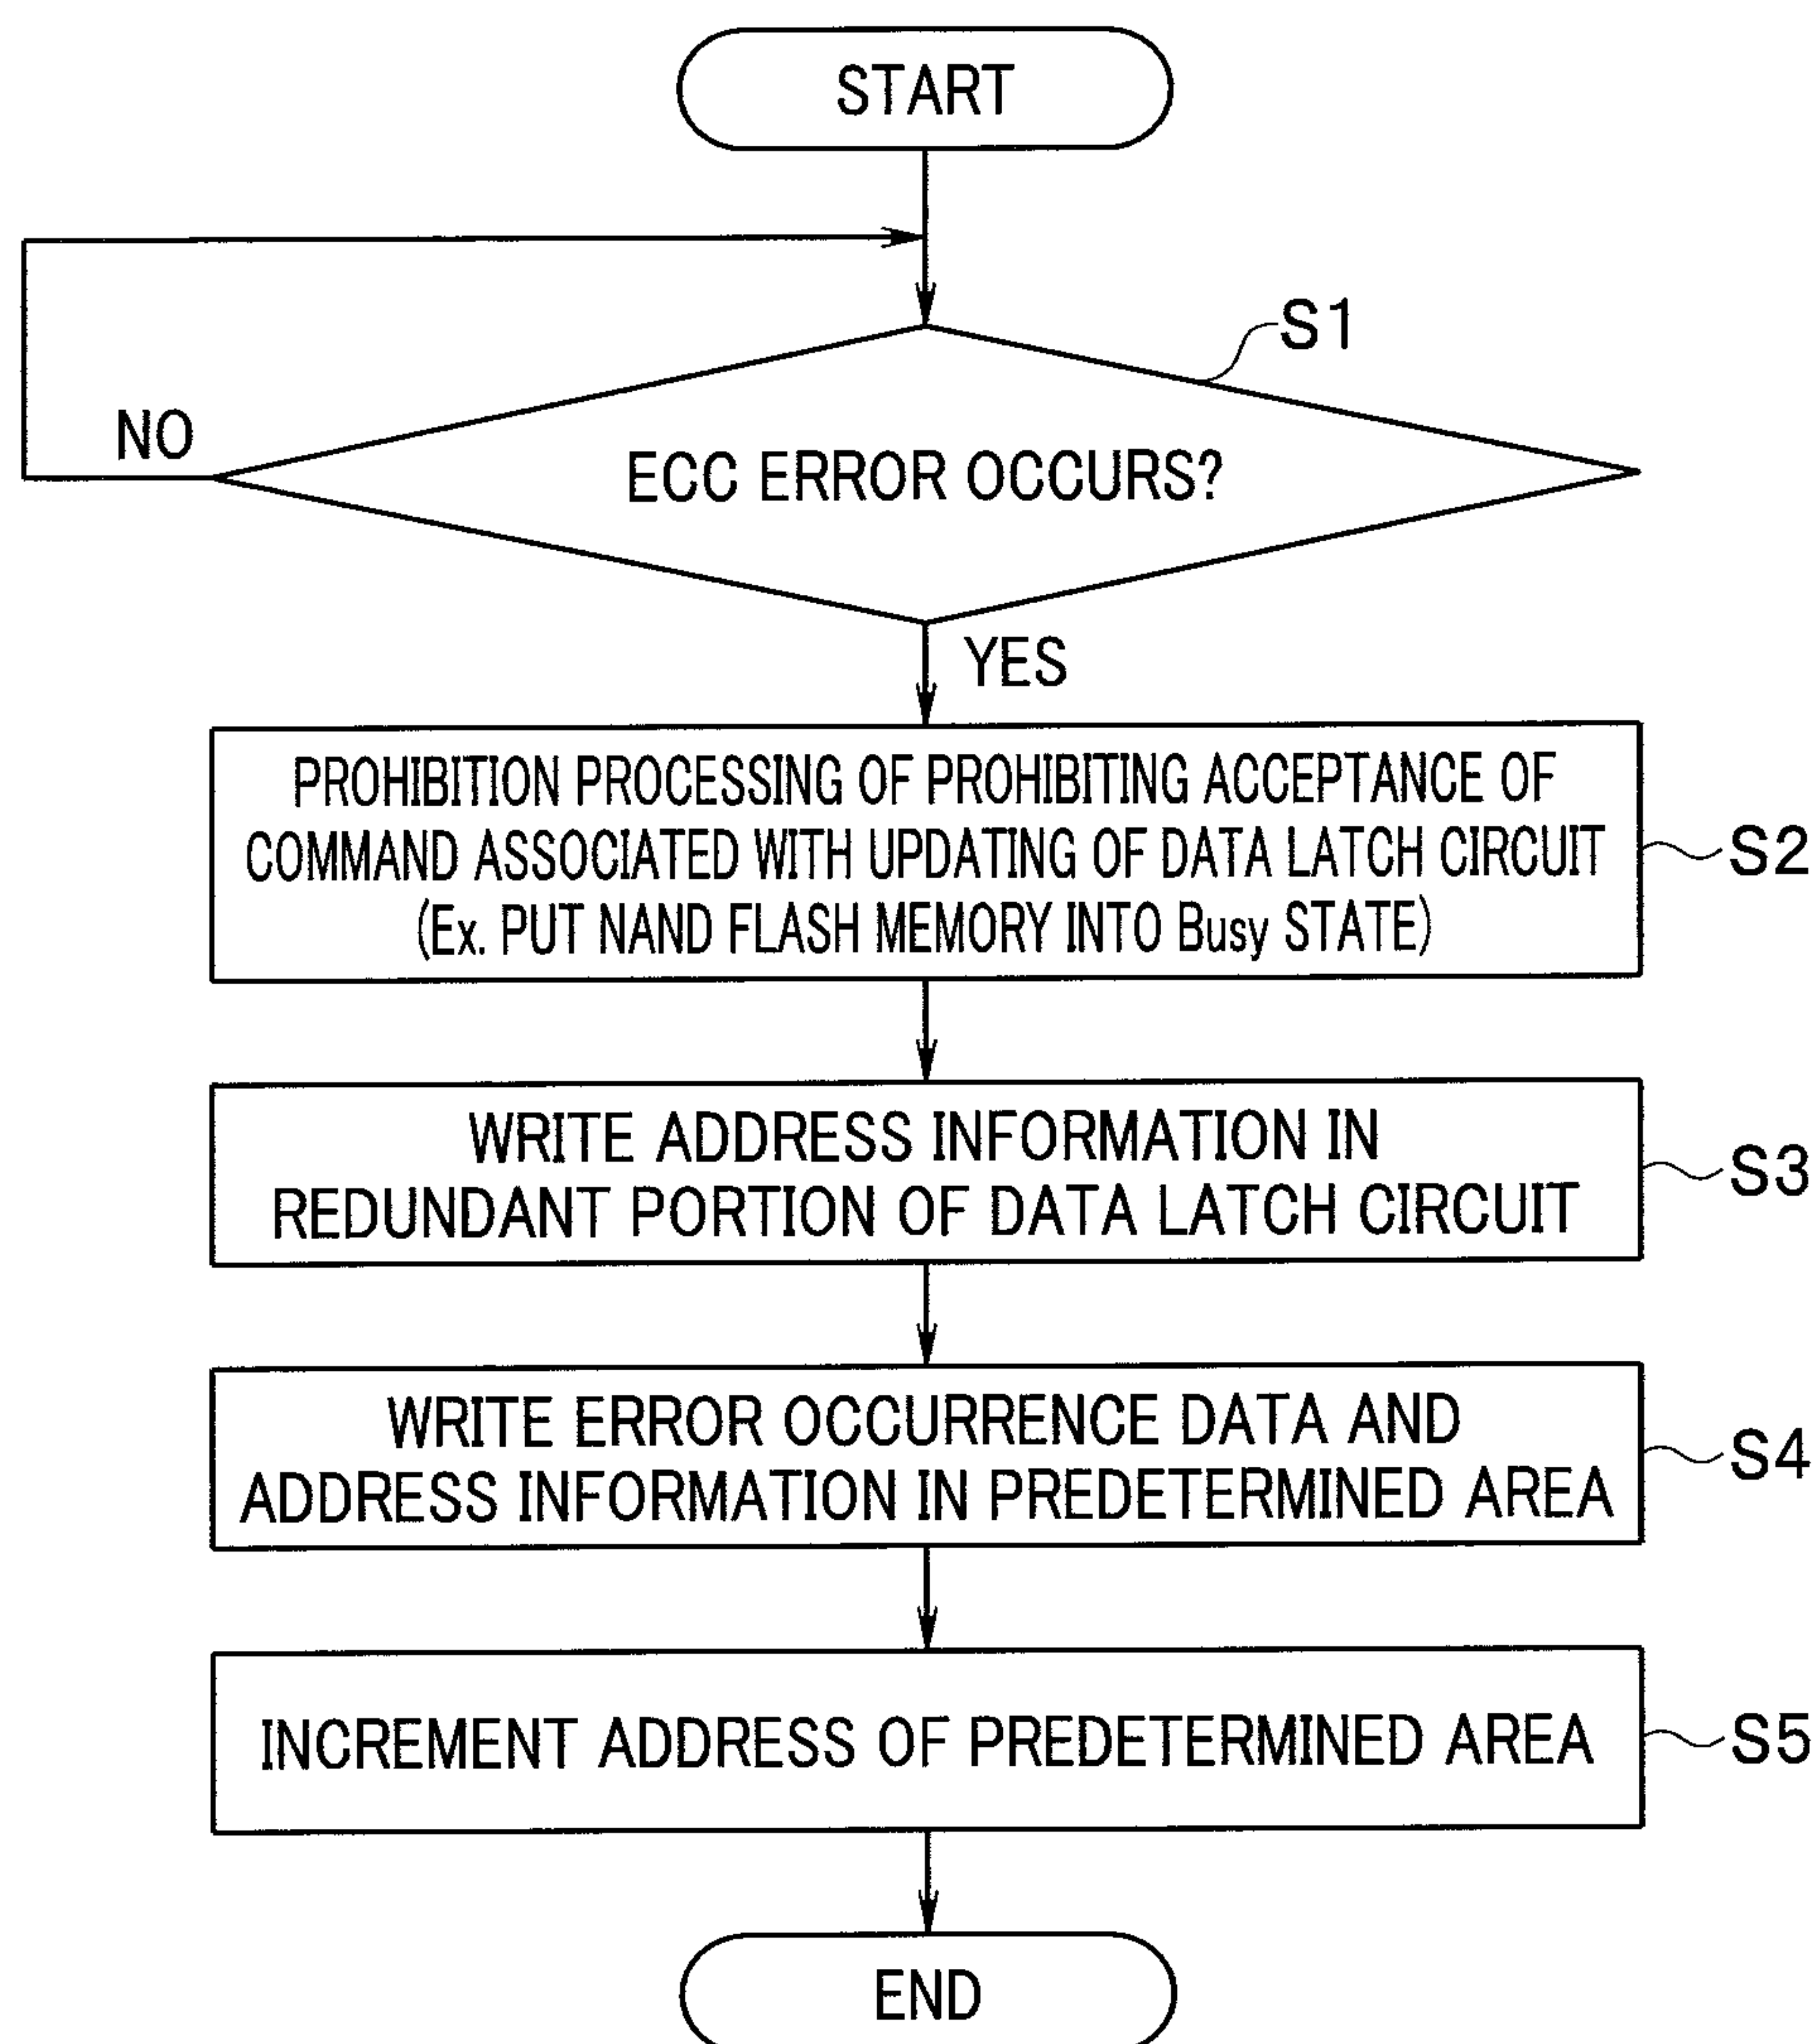 START
S1
NO
ECC ERROR OCCURS?
YES
PROHIBITION PROCESSING OF PROHIBITING ACCEPTANCE OF
COMMAND ASSOCIATED WITH UPDATING OF DATA LATCH CIRCUIT
(Ex. PUT NAND FLASH MEMORY INTO Busy STATE)
S2
WRITE ADDRESS INFORMATION IN
REDUNDANT PORTION OF DATA LATCH CIRCUIT
S3
WRITE ERROR OCCURRENCE DATA AND
ADDRESS INFORMATION IN PREDETERMINED AREA
S4
INCREMENT ADDRESS OF PREDETERMINED AREA
S5
END